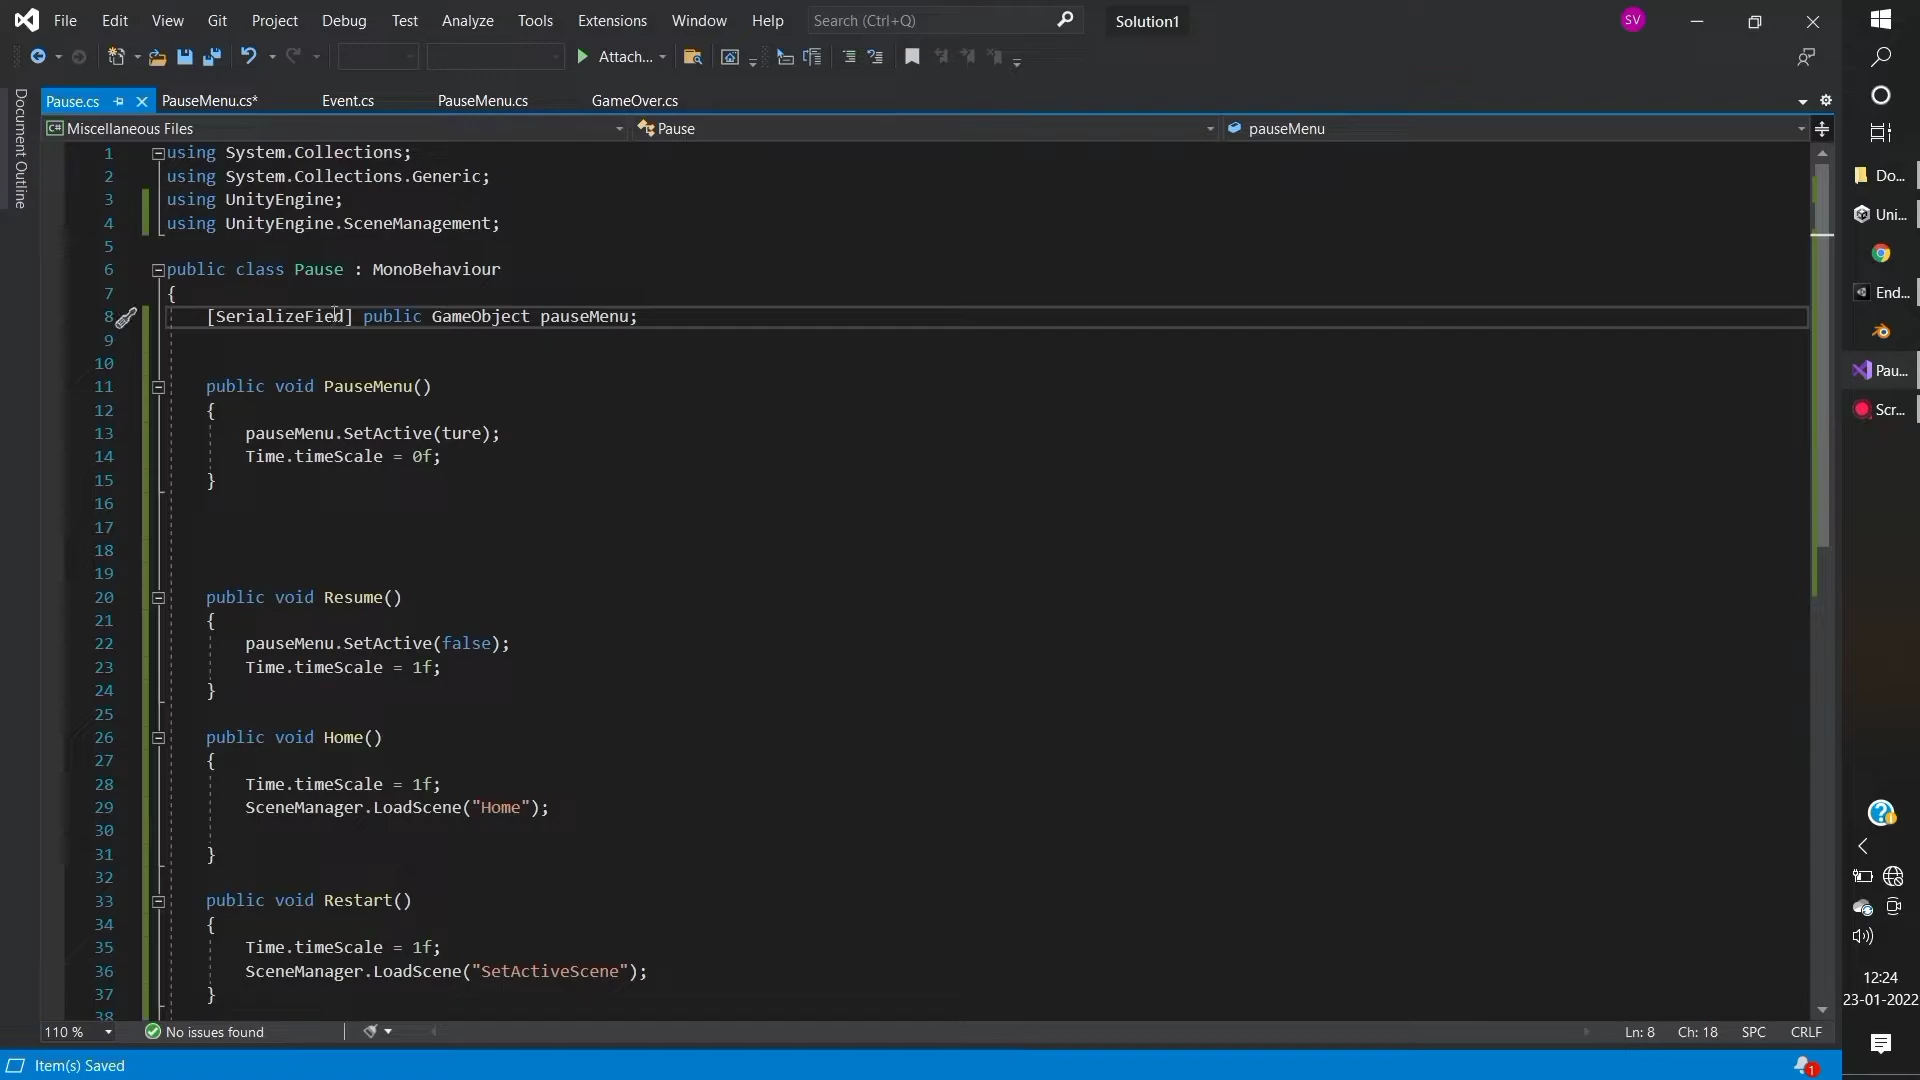 File Edit View Git Project Debug Test Analyze Tools Extensions Window Help Search (Ctrl+Q) Solution1 SV
Attach...
Document Outline
Pause.cs PauseMenu.cs* Event.cs PauseMenu.cs GameOver.cs
C# Miscellaneous Files Pause pauseMenu
1 using System.Collections;
2 using System.Collections.Generic;
3 using UnityEngine;
4 using UnityEngine.SceneManagement;
5
6 public class Pause : MonoBehaviour
7 {
8 [SerializeFied] public GameObject pauseMenu;
9
10
11 public void PauseMenu()
12 {
13 pauseMenu.SetActive(ture);
14 Time.timeScale = 0f;
15 }
16
17
18
19
20 public void Resume()
21 {
22 pauseMenu.SetActive(false);
23 Time.timeScale = 1f;
24 }
25
26 public void Home()
27 {
28 Time.timeScale = 1f;
29 SceneManager.LoadScene("Home");
30
31 }
32
33 public void Restart()
34 {
35 Time.timeScale = 1f;
36 SceneManager.LoadScene("SetActiveScene");
37 }
38
110 % No issues found Ln: 8 Ch: 18 SPC CRLF
Item(s) Saved 1
Do...
Uni...
End...
Pau...
Scr...
12:24
23-01-2022